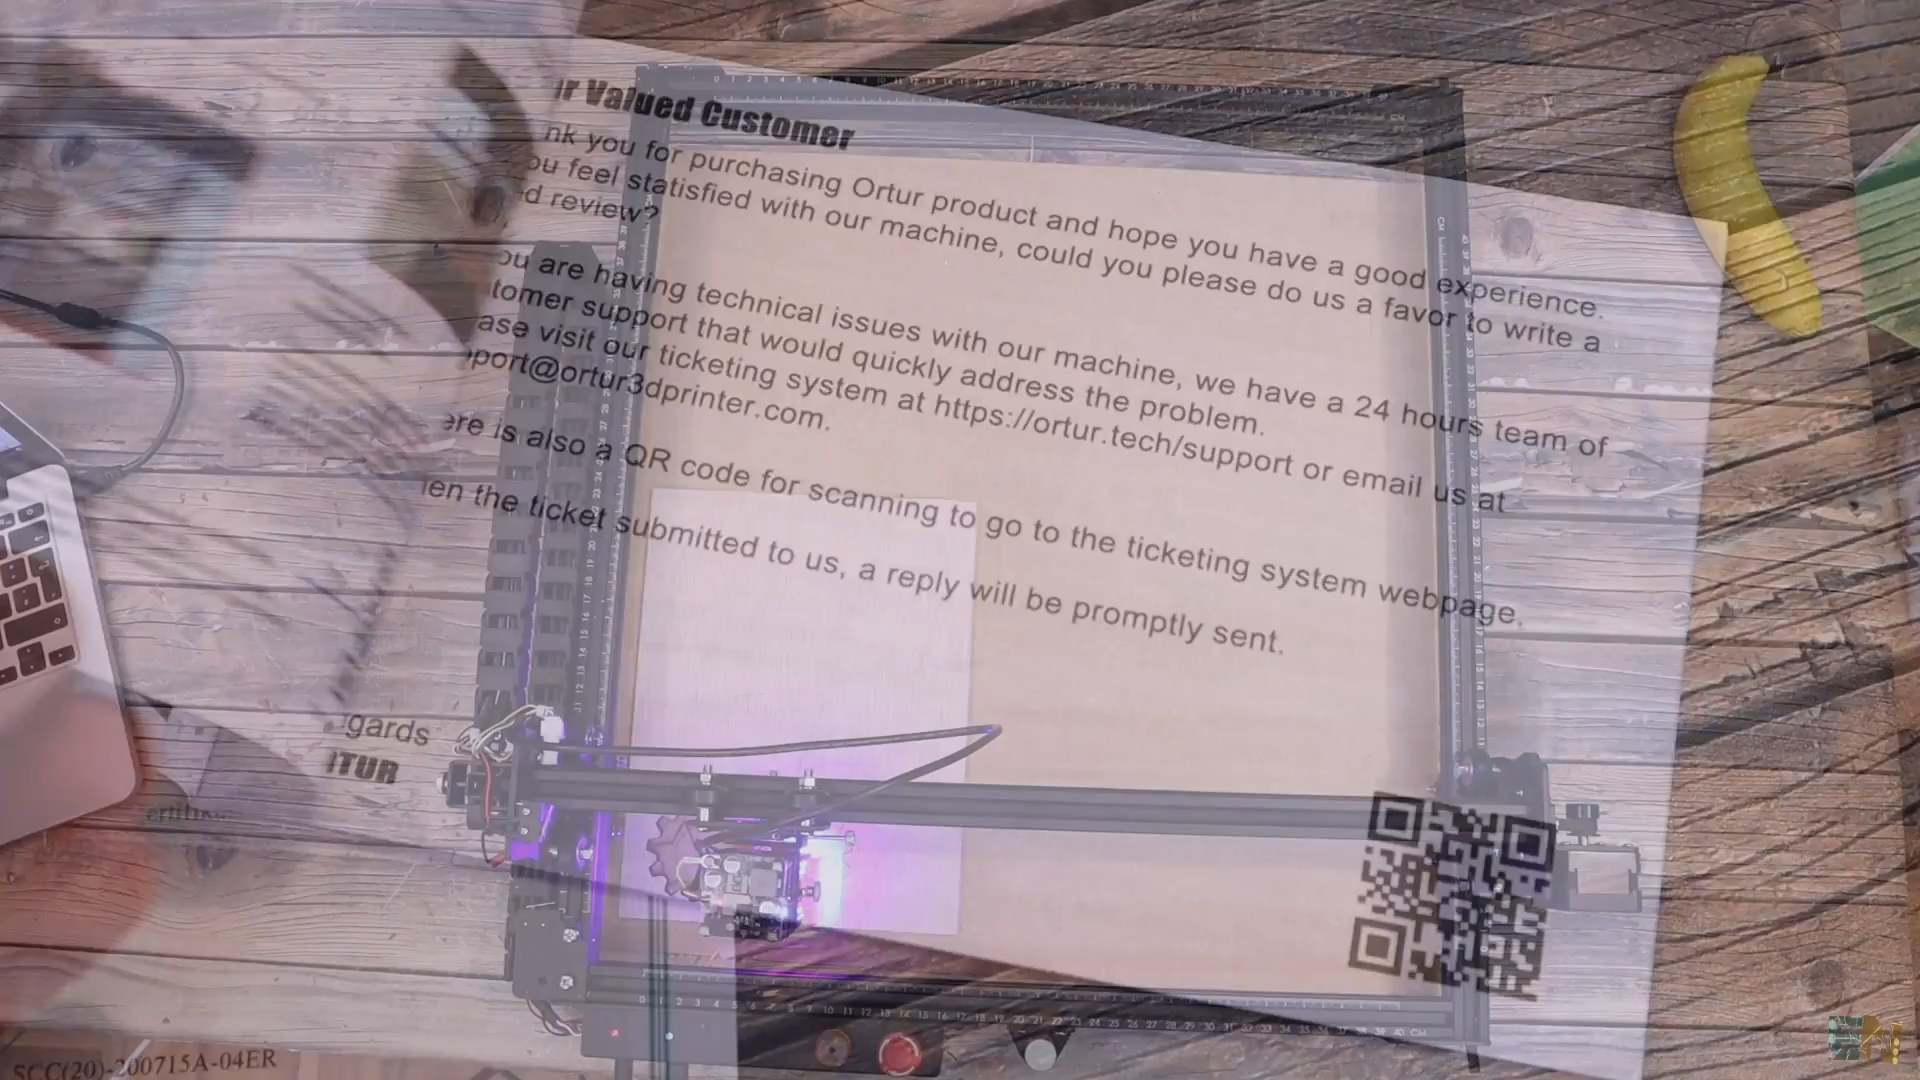 ir Valued Customer
nk you for purchasing Ortur product and hope you have a good experience.
ou feel statisfied with our machine, could you please do us a favor to write a
d review?
ou are having technical issues with our machine, we have a 24 hours team of
tomer support that would quickly address the problem.
ase visit our ticketing system at https://ortur.tech/support or email us at
pport@ortur3dprinter.com.
ere is also a QR code for scanning to go to the ticketing system webpage.
en the ticket submitted to us, a reply will be promptly sent.
gards
TUR
SCC(20)-200715A-04ER